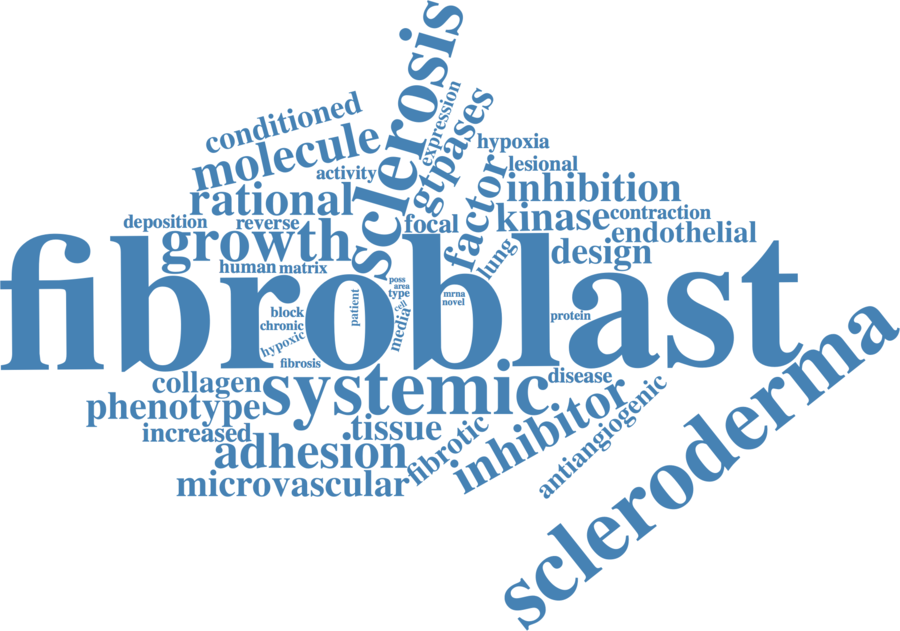 sclerosis
expression
gtpases
conditioned
molecule
activity
hypoxia
lesional
rational
factor
inhibition
deposition
reverse
focal
kinase
contraction
growth
endothelial
human
matrix
lung
design
fibroblast
poss
area
type
cell
mrna
novel
patient
media
block
chronic
hypoxic
protein
fibrosis
collagen
systemic
disease
phenotype
increased
tissue
inhibitor
antiangiogenic
adhesion
fibrotic
microvascular
scleroderma